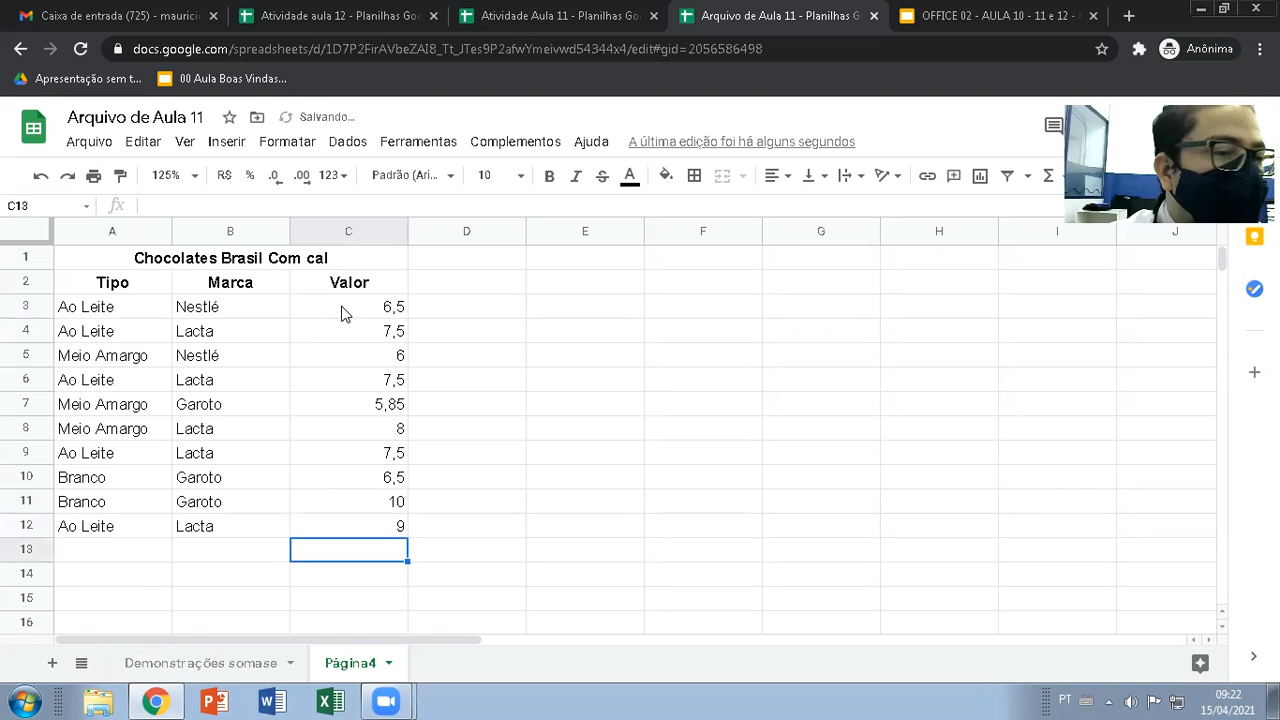 Caixa de entrada (725) - maurici
Atividade aula 12 - Planilhas Goo
Atividade Aula 11 - Planilhas Go
Arquivo de Aula 11 - Planilhas G
OFFICE 02 - AULA 10 - 11 e 12 -
docs.google.com/spreadsheets/d/1D7P2FirAVbeZAI8_Tt_JTes9P2afwYmeivwd54344x4/edit#gid=2056586498
Anônima
Apresentação sem t...
00 Aula Boas Vindas...
Arquivo de Aula 11
Salvando...
Arquivo Editar Ver Inserir Formatar Dados Ferramentas Complementos Ajuda A última edição foi há alguns segundos
125% R$ % .0 .00 123 Padrão (Ari... 10 B I S A Σ
C13 fx
A B C D E F G H I J
1 Chocolates Brasil Com cal
2 Tipo Marca Valor
3 Ao Leite Nestlé 6,5
4 Ao Leite Lacta 7,5
5 Meio Amargo Nestlé 6
6 Ao Leite Lacta 7,5
7 Meio Amargo Garoto 5,85
8 Meio Amargo Lacta 8
9 Ao Leite Lacta 7,5
10 Branco Garoto 6,5
11 Branco Garoto 10
12 Ao Leite Lacta 9
13
14
15
16
Demonstrações somase
Página4
PT
09:22
15/04/2021